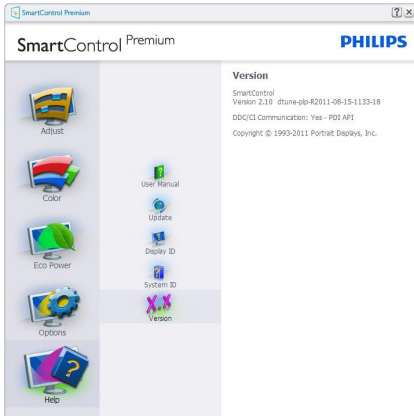 SmartControl Premium
SmartControl Premium
PHILIPS
Adjust
Color
Eco Power
Options
Help
User Manual
Update
Display ID
System ID
X.X
Version
Version
SmartControl
Version 2.10 dtune-plp-R2011-08-15-1133-18
DDC/CI Communication: Yes - PDI API
Copyright © 1993-2011 Portrait Displays, Inc.